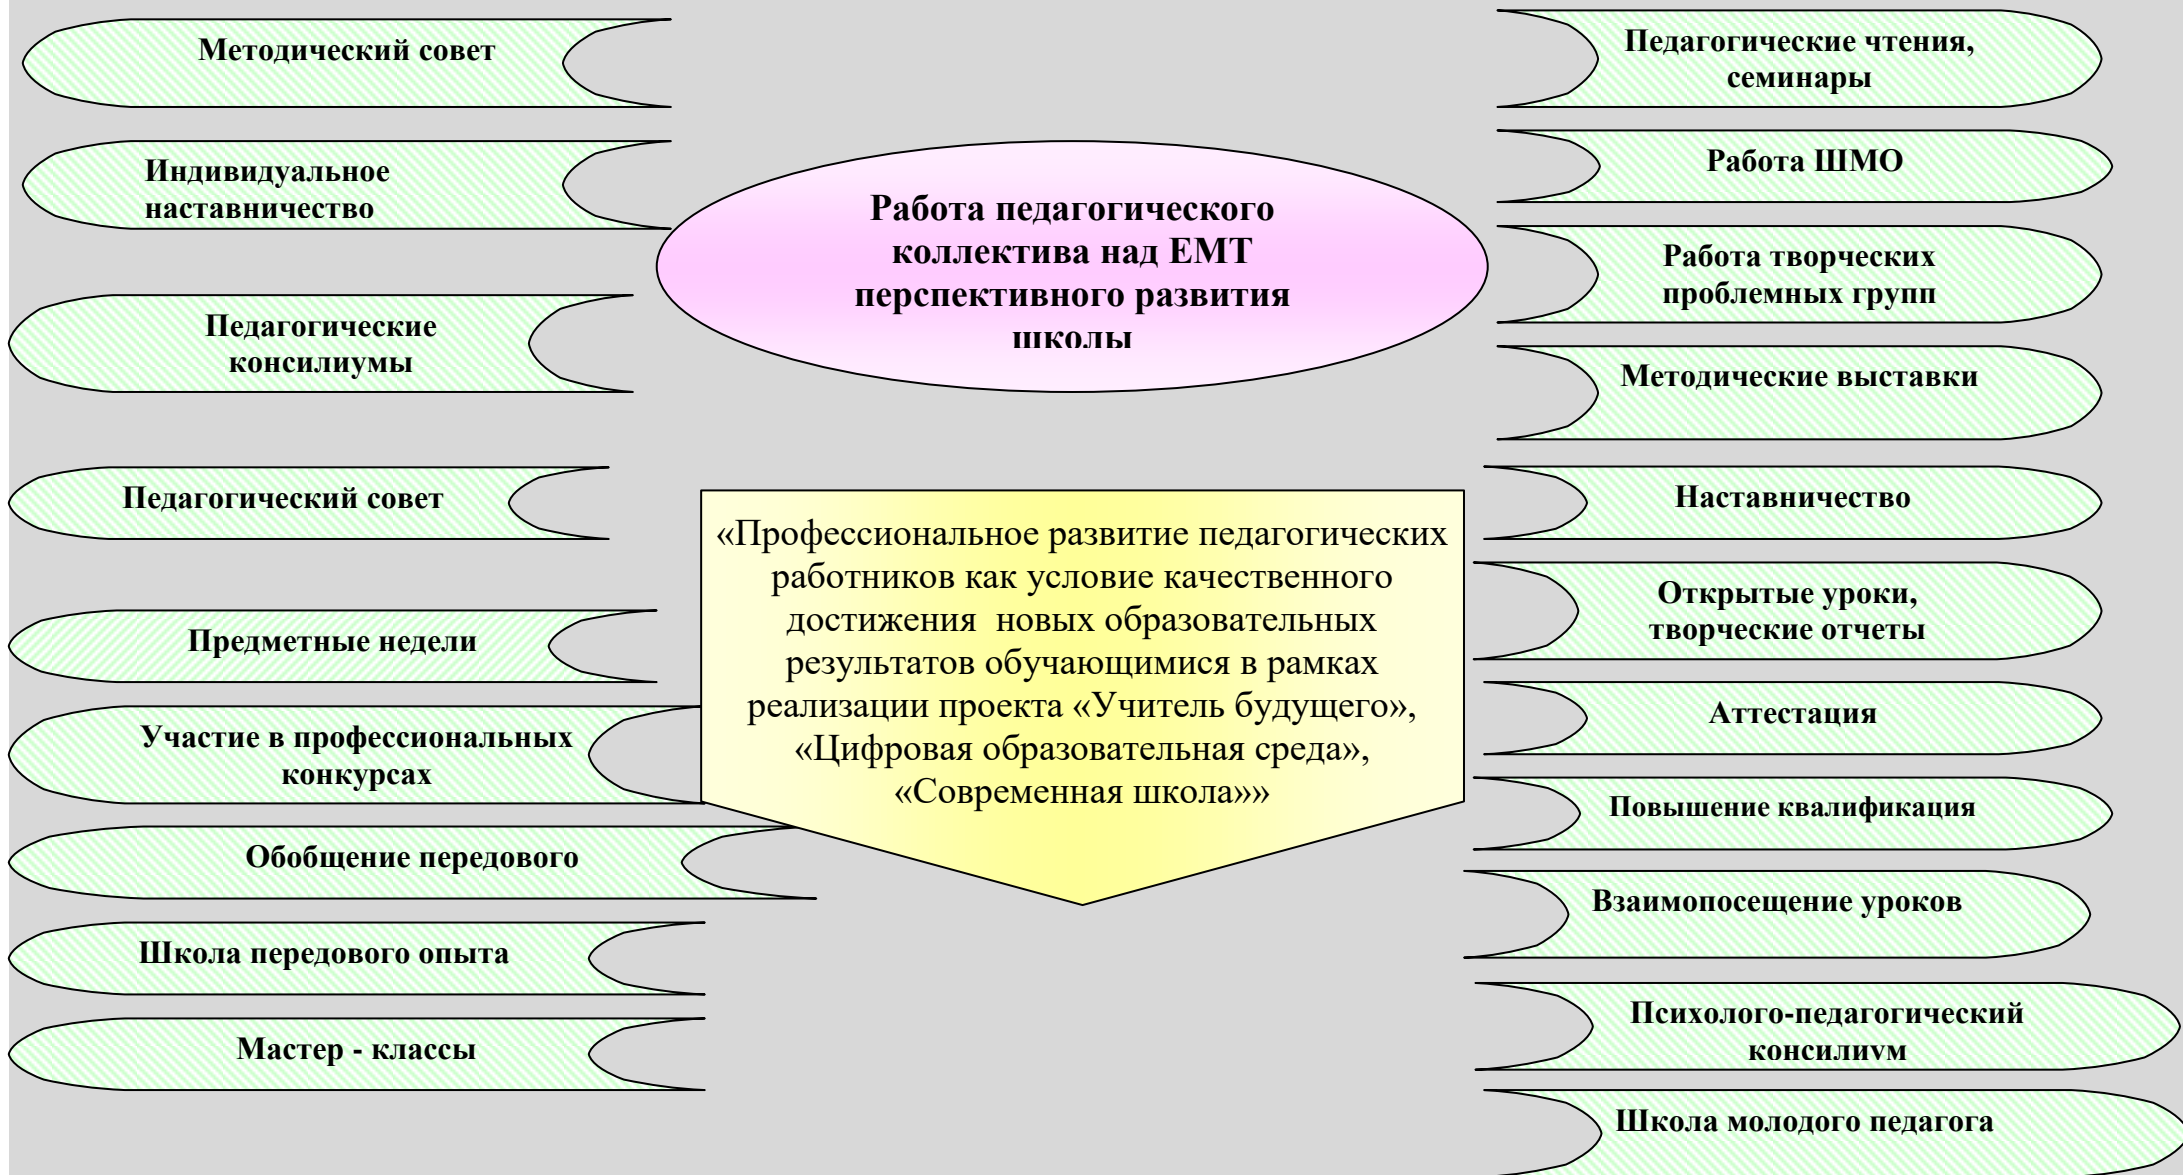 Методический совет
Индивидуальное
наставничество
Педагогические
консилиумы
Педагогический совет
Предметные недели
Участие в профессиональных
конкурсах
Обобщение передового
Школа передового опыта
Мастер - классы
Работа педагогического
коллектива над ЕМТ
перспективного развития
школы
«Профессиональное развитие педагогических
работников как условие качественного
достижения  новых образовательных
результатов обучающимися в рамках
реализации проекта «Учитель будущего»,
«Цифровая образовательная среда»,
«Современная школа»»
Педагогические чтения,
семинары
Работа ШМО
Работа творческих
проблемных групп
Методические выставки
Наставничество
Открытые уроки,
творческие отчеты
Аттестация
Повышение квалификация
Взаимопосещение уроков
Психолого-педагогический
консилиум
Школа молодого педагога